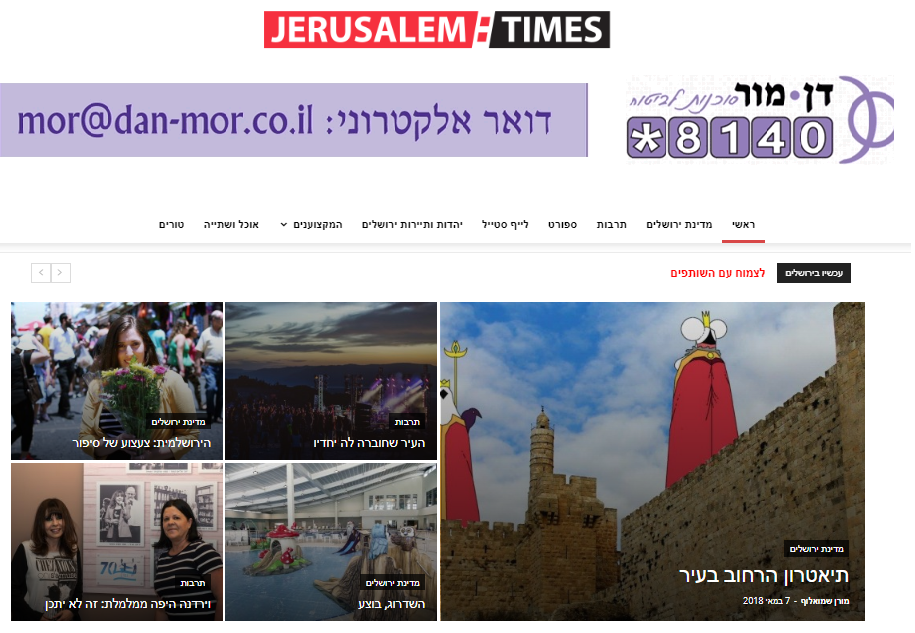 JERUSALEM TIMES
דן•מור סוכנות לביטוח
*8140
דואר אלקטרוני: mor@dan-mor.co.il
ראשי מדינת ירושלים תרבות ספורט לייף סטייל יהדות ותיירות ירושלים המקצוענים אוכל ושתייה טורים
עכשיו בירושלים לצמוח עם השותפים
מדינת ירושלים
תיאטרון הרחוב בעיר
מורן שמואלוף - 7 במאי 2018
תרבות
העיר שחוברה לה יחדיו
מדינת ירושלים
הירושלמית: צעצוע של סיפור
מדינת ירושלים
השדרוג, בוצע
תרבות
וירדנה היפה ממלמלת: זה לא יתכן